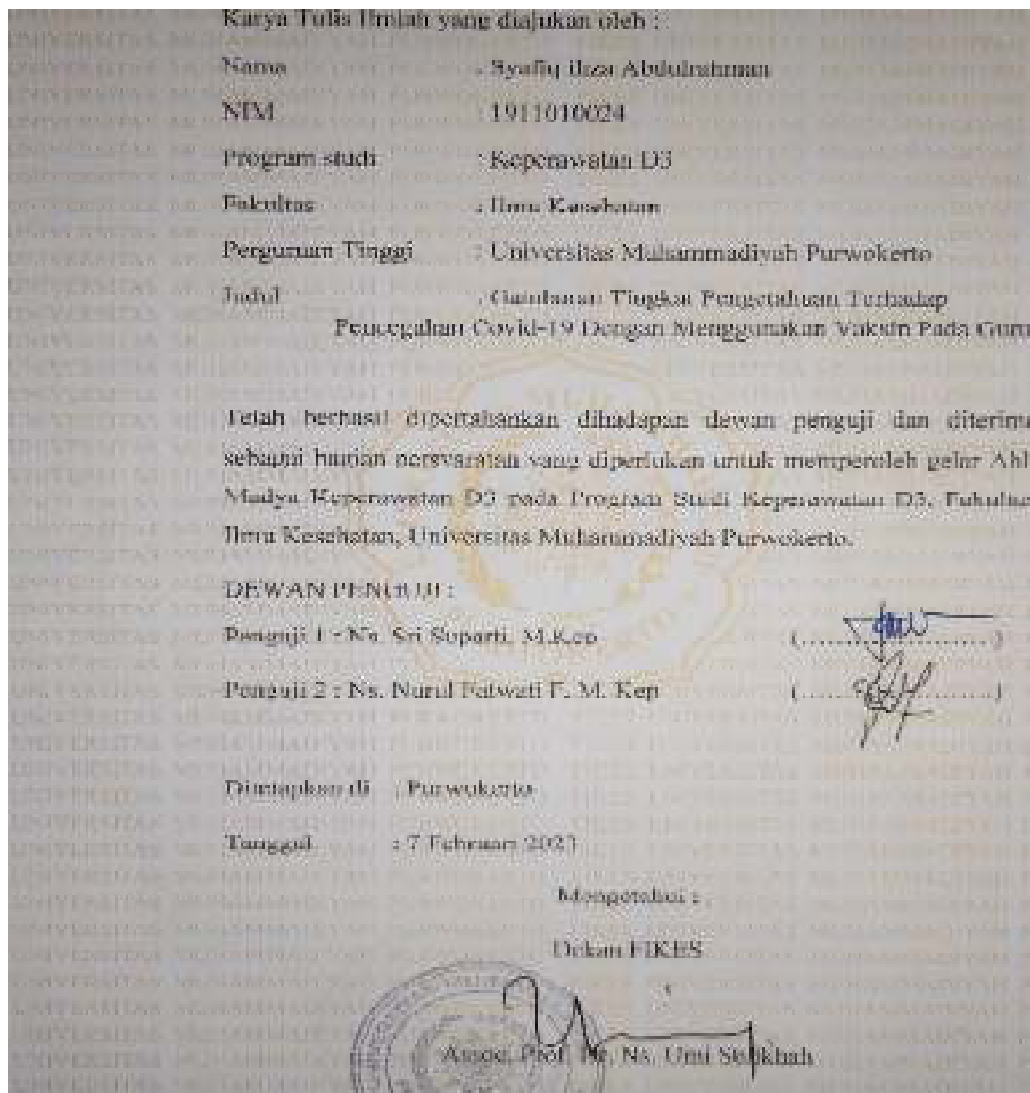 Karya Tulis Ilmiah yang diajukan oleh :
Nama : Syafiq Abdulrahman
NIM : 1911010024
Program studi : Keperawatan D3
Fakultas : Ilmu Kesehatan
Perguruan Tinggi : Universitas Muhammadiyah Purwokerto
Judul : Gambaran Tingkat Pengetahuan Terhadap
Pencegahan Covid-19 Dengan Menggunakan Vaksin Pada Guru
Telah berhasil dipertahankan dihadapan dewan penguji dan diterima
sebagai bagian persyaratan yang diperlukan untuk memperoleh gelar Ahl
Madya Keperawatan D3 pada Program Studi Keperawatan D3, Fakultas
Ilmu Kesehatan, Universitas Muhammadiyah Purwokerto.
DEWAN PENGUJI :
Penguji 1 : Ns. Sri Suparti, M.Kep (....................)
Penguji 2 : Ns. Nurul Fatwati F, M. Kep (....................)
Ditetapkan di : Purwokerto
Tanggal : 7 Februari 2023
Mengetahui :
Dekan FIKES
Assoc. Prof. Dr. Ns. Umi Solikhah